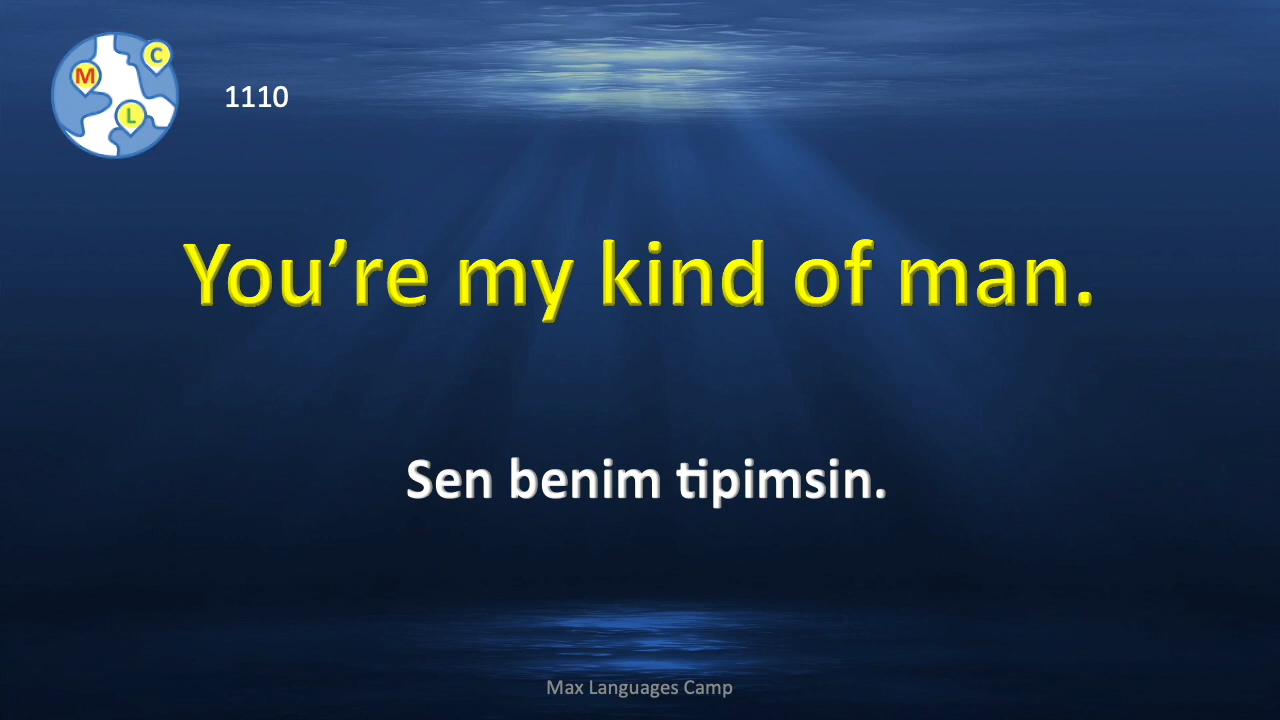 M
C
L
1110
You’re my kind of man.
Sen benim tipimsin.
Max Languages Camp